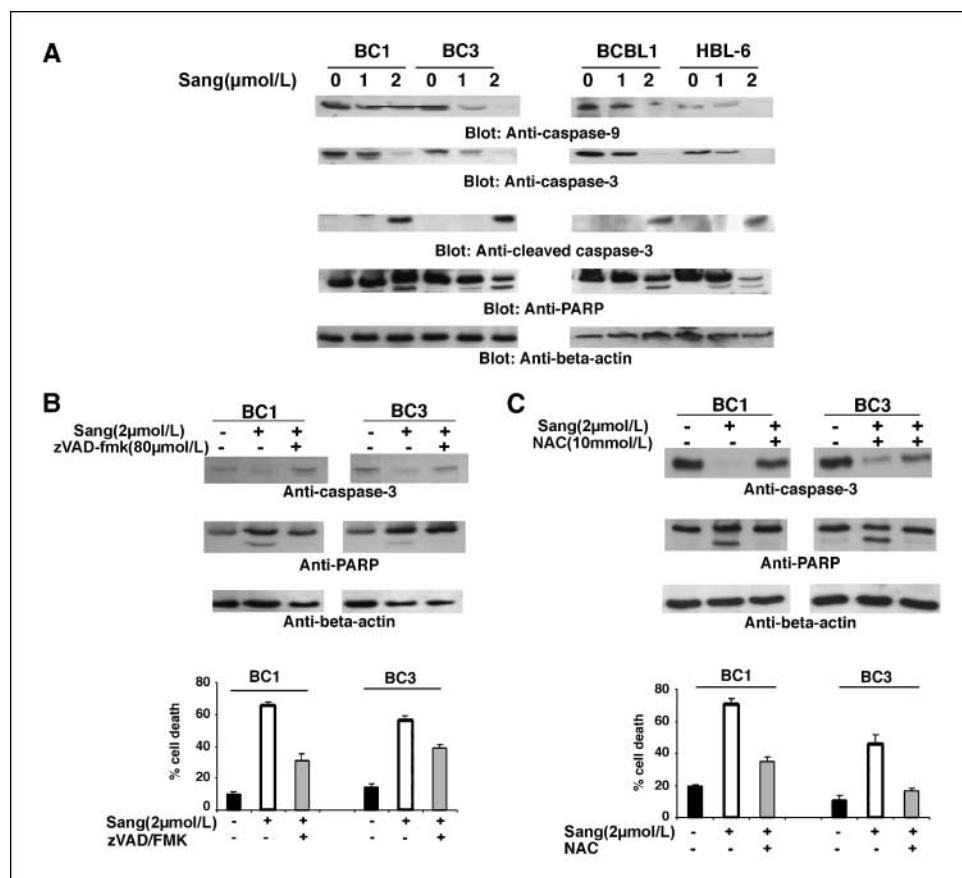 A
BC1 BC3 BCBL1 HBL-6
Sang(µmol/L) 0 1 2 0 1 2 0 1 2 0 1 2
Blot: Anti-caspase-9
Blot: Anti-caspase-3
Blot: Anti-cleaved caspase-3
Blot: Anti-PARP
Blot: Anti-beta-actin
B
BC1 BC3
Sang(2µmol/L) - + + - + +
zVAD-fmk(80µmol/L) - - + - - +
Anti-caspase-3
Anti-PARP
Anti-beta-actin
BC1 BC3
% cell death
80
60
40
20
0
Sang(2µmol/L) - + + - + +
zVAD/FMK - - + - - +
C
BC1 BC3
Sang(2µmol/L) - + + - + +
NAC(10mmol/L) - - + - + +
Anti-caspase-3
Anti-PARP
Anti-beta-actin
BC1 BC3
% cell death
80
60
40
20
0
Sang(2µmol/L) - + + - + +
NAC - - + - - +